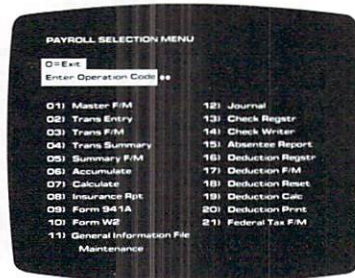 PAYROLL SELECTION MENU
O=Exit
Enter Operation Code ●●
01) Master F/M
02) Trans Entry
03) Trans F/M
04) Trans Summary
05) Summary F/M
06) Accumulate
07) Calculate
08) Insurance Rpt
09) Form 941A
10) Form W2
11) General Information File
Maintenance
12) Journal
13) Check Regstr
14) Check Writer
15) Absentee Report
16) Deduction Regstr
17) Deduction F/M
18) Deduction Reset
19) Deduction Calc
20) Deduction Print
21) Federal Tax F/M